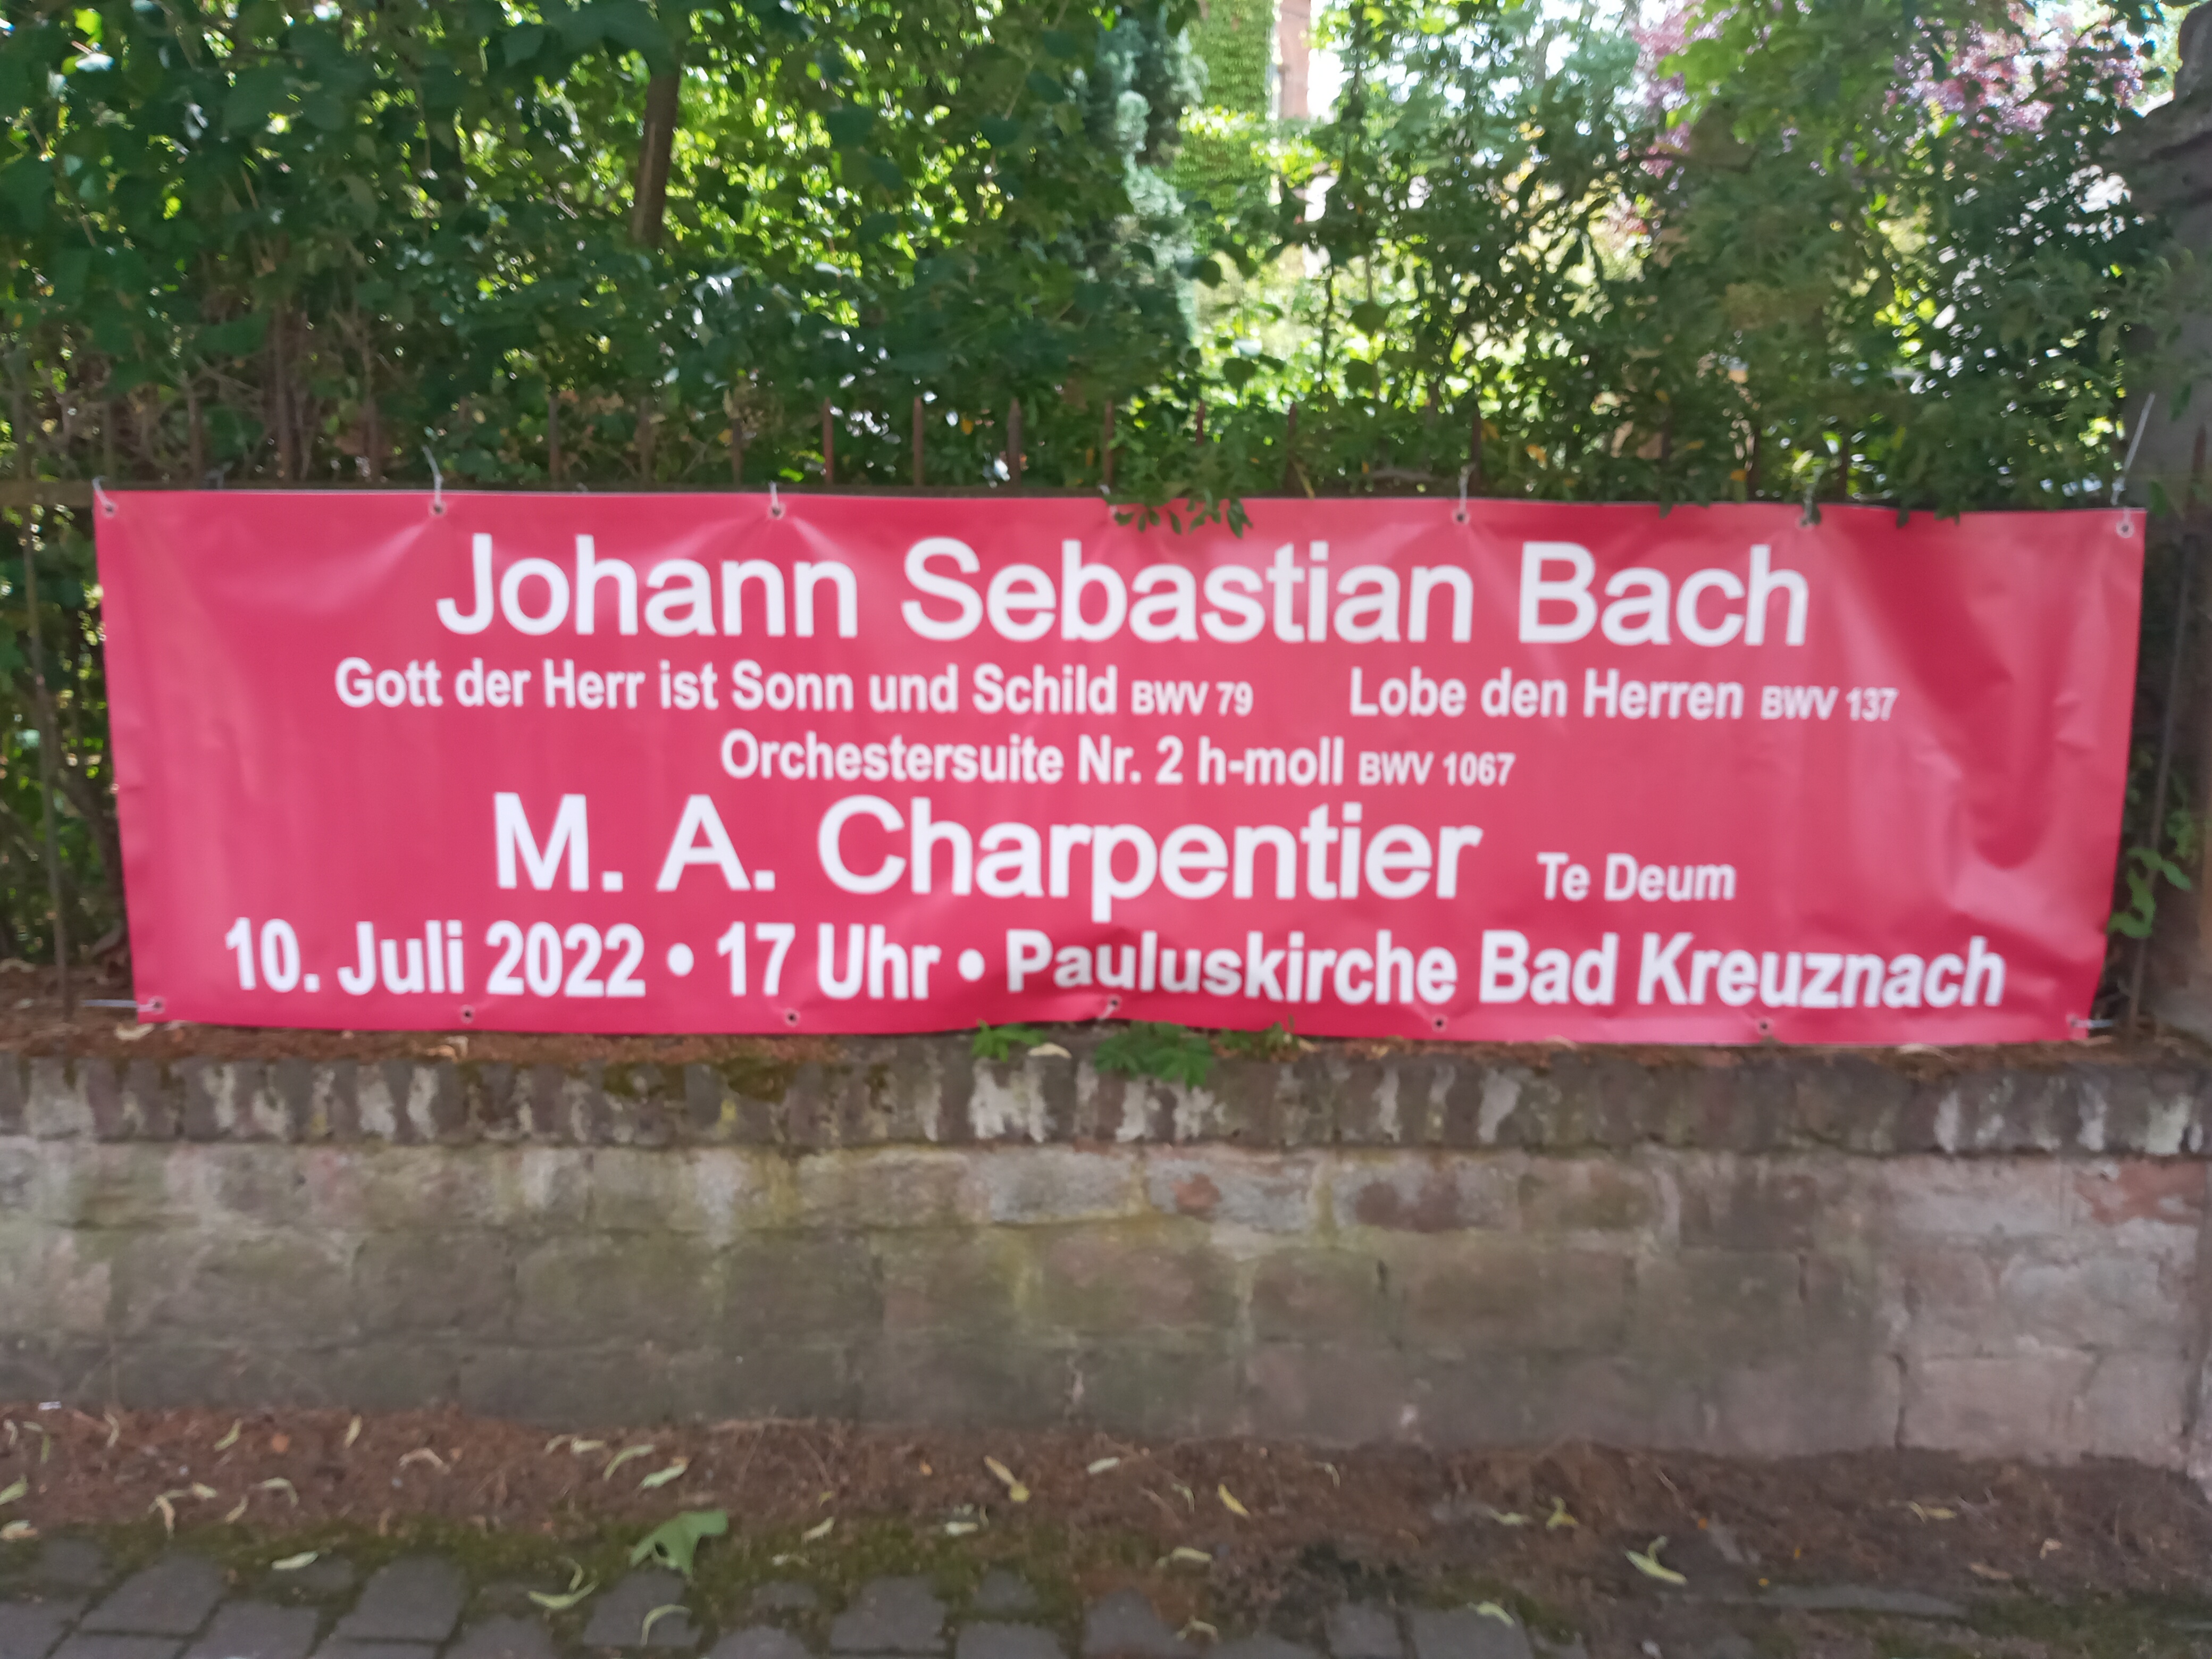 Johann Sebastian Bach
Gott der Herr ist Sonn und Schild BWV 79 Lobe den Herren BWV 137
Orchestersuite Nr. 2 h-moll BWV 1067
M. A. Charpentier Te Deum
10. Juli 2022 • 17 Uhr • Pauluskirche Bad Kreuznach